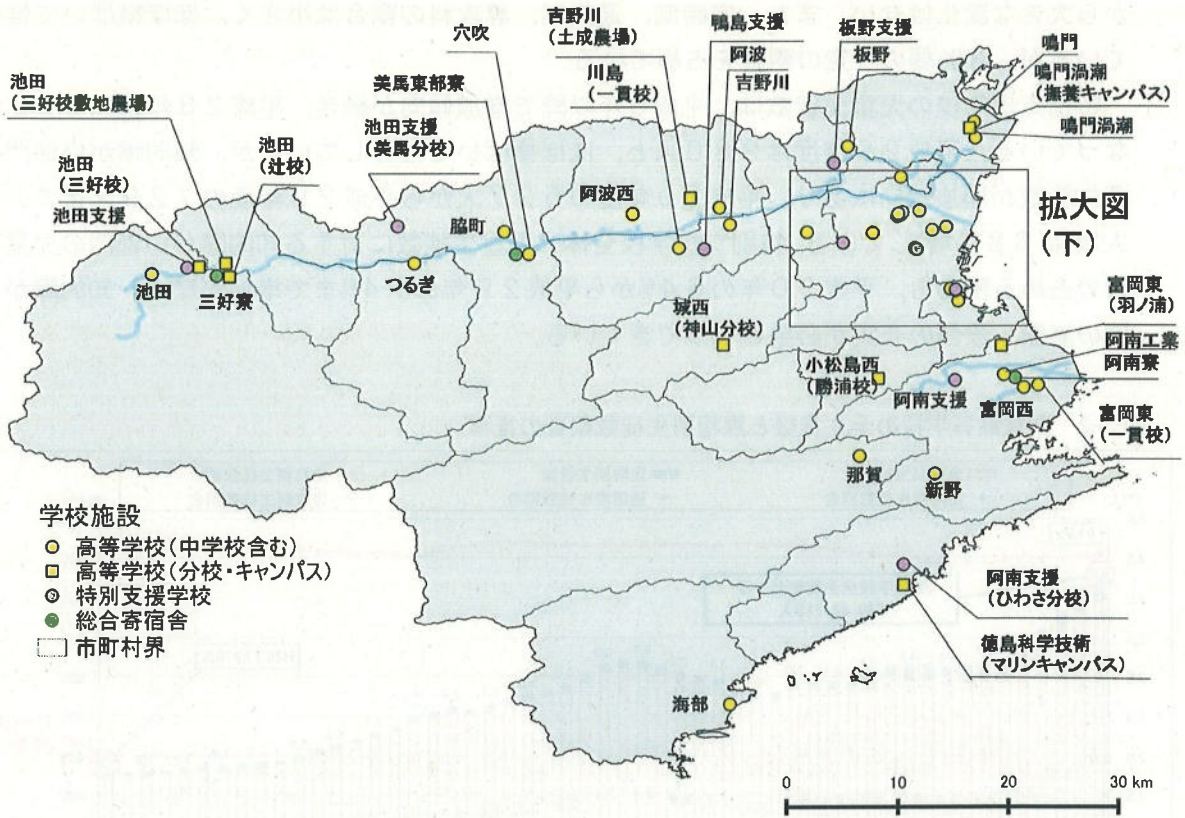 吉野川
(土成農場)
鴨島支援
板野支援
鳴門
穴吹
阿波
板野
鳴門渦潮
(撫養キャンパス)
池田
(三好校敷地農場)
美馬東部寮
川島
(一貫校)
吉野川
鳴門渦潮
池田
(三好校)
池田
(辻校)
池田支援
(美馬分校)
池田支援
阿波西
拡大図
(下)
脇町
池田
三好寮
つるぎ
富岡東
(羽ノ浦)
城西
(神山分校)
阿南工業
阿南寮
小松島西
(勝浦校)
阿南支援
富岡西
富岡東
(一貫校)
那賀
新野
学校施設
高等学校(中学校含む)
高等学校(分校・キャンパス)
特別支援学校
総合寄宿舎
市町村界
阿南支援
(ひわさ分校)
徳島科学技術
(マリンキャンパス)
海部
0 10 20 30 km